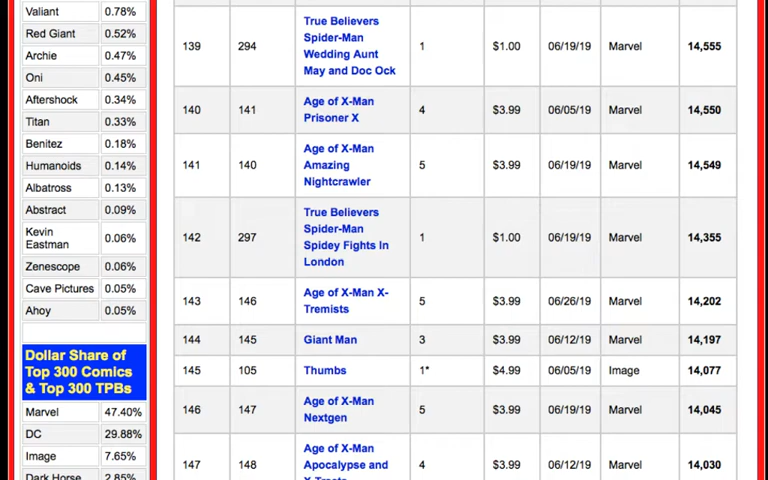 Valiant 0.78%
Red Giant 0.52%
Archie 0.47%
Oni 0.45%
Aftershock 0.34%
Titan 0.33%
Benitez 0.18%
Humanoids 0.14%
Albatross 0.13%
Abstract 0.09%
Kevin
Eastman 0.06%
Zenescope 0.06%
Cave Pictures 0.05%
Ahoy 0.05%
Dollar Share of
Top 300 Comics
& Top 300 TPBs
Marvel 47.40%
DC 29.88%
Image 7.65%
Dark Horse 2.85%
139 294 True Believers
Spider-Man
Wedding Aunt
May and Doc Ock 1 $1.00 06/19/19 Marvel 14,555
140 141 Age of X-Man
Prisoner X 4 $3.99 06/05/19 Marvel 14,550
141 140 Age of X-Man
Amazing
Nightcrawler 5 $3.99 06/19/19 Marvel 14,549
142 297 True Believers
Spider-Man
Spidey Fights In
London 1 $1.00 06/19/19 Marvel 14,355
143 146 Age of X-Man X-
Tremists 5 $3.99 06/26/19 Marvel 14,202
144 145 Giant Man 3 $3.99 06/12/19 Marvel 14,197
145 105 Thumbs 1* $4.99 06/05/19 Image 14,077
146 147 Age of X-Man
Nextgen 5 $3.99 06/19/19 Marvel 14,045
147 148 Age of X-Man
Apocalypse and 4 $3.99 06/12/19 Marvel 14,030